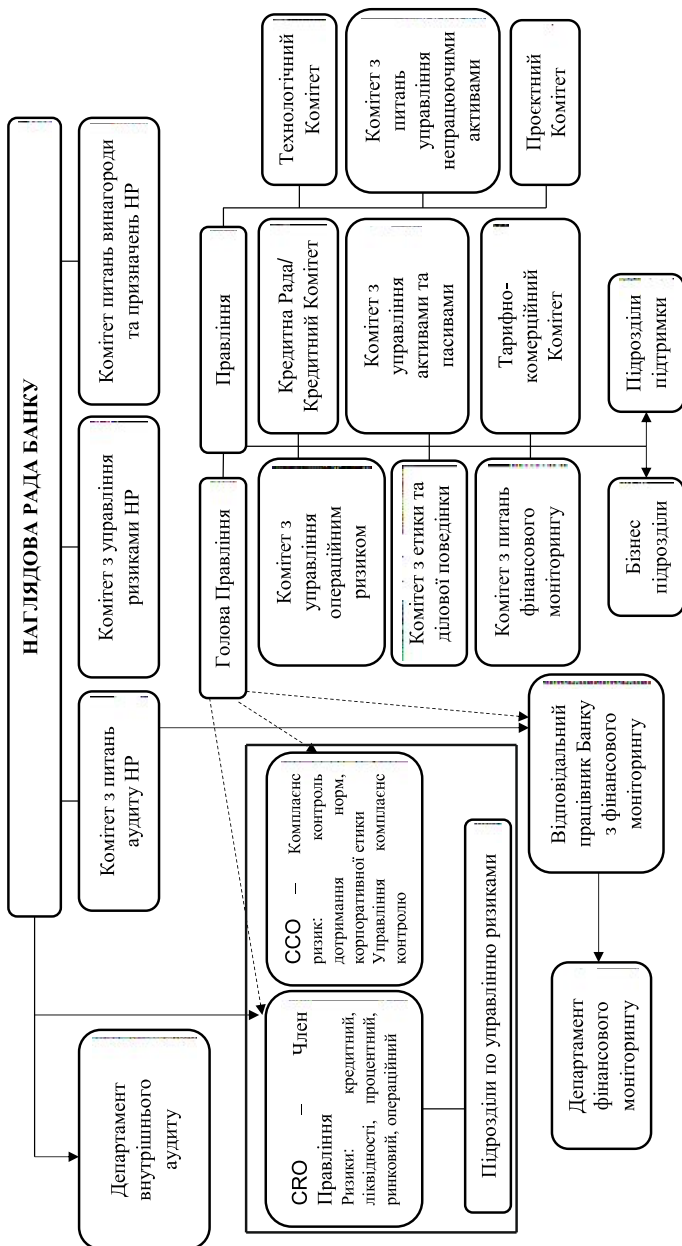 НАГЛЯДОВА РАДА БАНКУ
Комітет з питань
аудиту НР
Комітет з управління
ризиками НР
Комітет питань винагороди
та призначень НР
Департамент
внутрішнього
аудиту
Голова Правління
Правління
CRO – Член
Правління
Ризики: кредитний,
ліквідності, процентний,
ринковий, операційний
CCO – Комплаєнс
ризик: контроль
дотримання норм,
корпоративної етики
Управління комплаєнс
контролю
Підрозділи по управлінню ризиками
Комітет з
управління
операційним
ризиком
Кредитна Рада/
Кредитний Комітет
Технологічний
Комітет
Комітет з етики та
ділової поведінки
Комітет з
управління
активами та
пасивами
Комітет з
питань
управління
непрацюючими
активами
Комітет з питань
фінансового
моніторингу
Тарифно-
комерційний
Комітет
Проєктний
Комітет
Департамент
фінансового
моніторингу
Відповідальний
працівник Банку
з фінансового
моніторингу
Бізнес
підрозділи
Підрозділи
підтримки